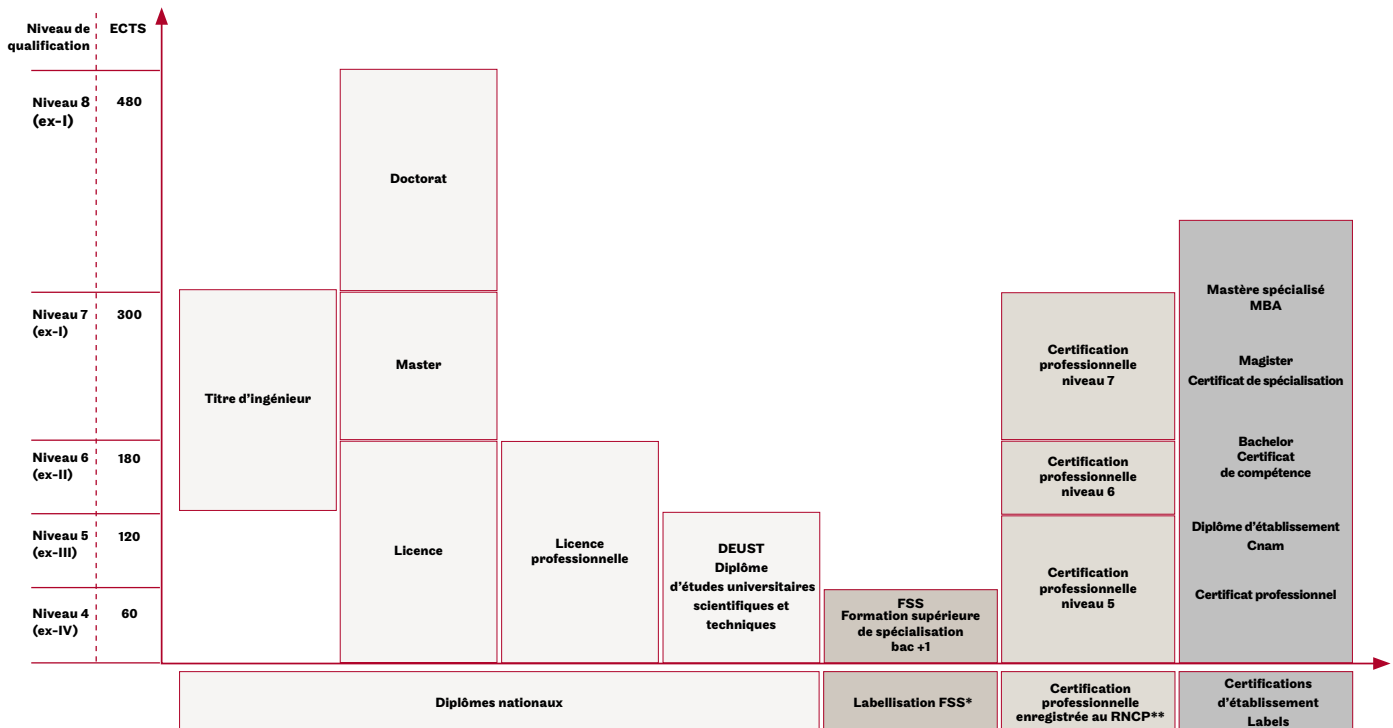 Niveau de
qualification
ECTS
Niveau 8
(ex-I)
480
Niveau 7
(ex-I)
300
Niveau 6
(ex-II)
180
Niveau 5
(ex-III)
120
Niveau 4
(ex-IV)
60
Titre d'ingénieur
Doctorat
Master
Licence
Licence
professionnelle
DEUST
Diplôme
d'études universitaires
scientifiques et
techniques
FSS
Formation supérieure
de spécialisation
bac +1
Certification
professionnelle
niveau 7
Certification
professionnelle
niveau 6
Certification
professionnelle
niveau 5
Mastère spécialisé
MBA
Magister
Certificat de spécialisation
Bachelor
Certificat
de compétence
Diplôme d'établissement
Cnam
Certificat professionnel
Diplômes nationaux
Labellisation FSS*
Certification
professionnelle
enregistrée au RNCP**
Certifications
d'établissement
Labels